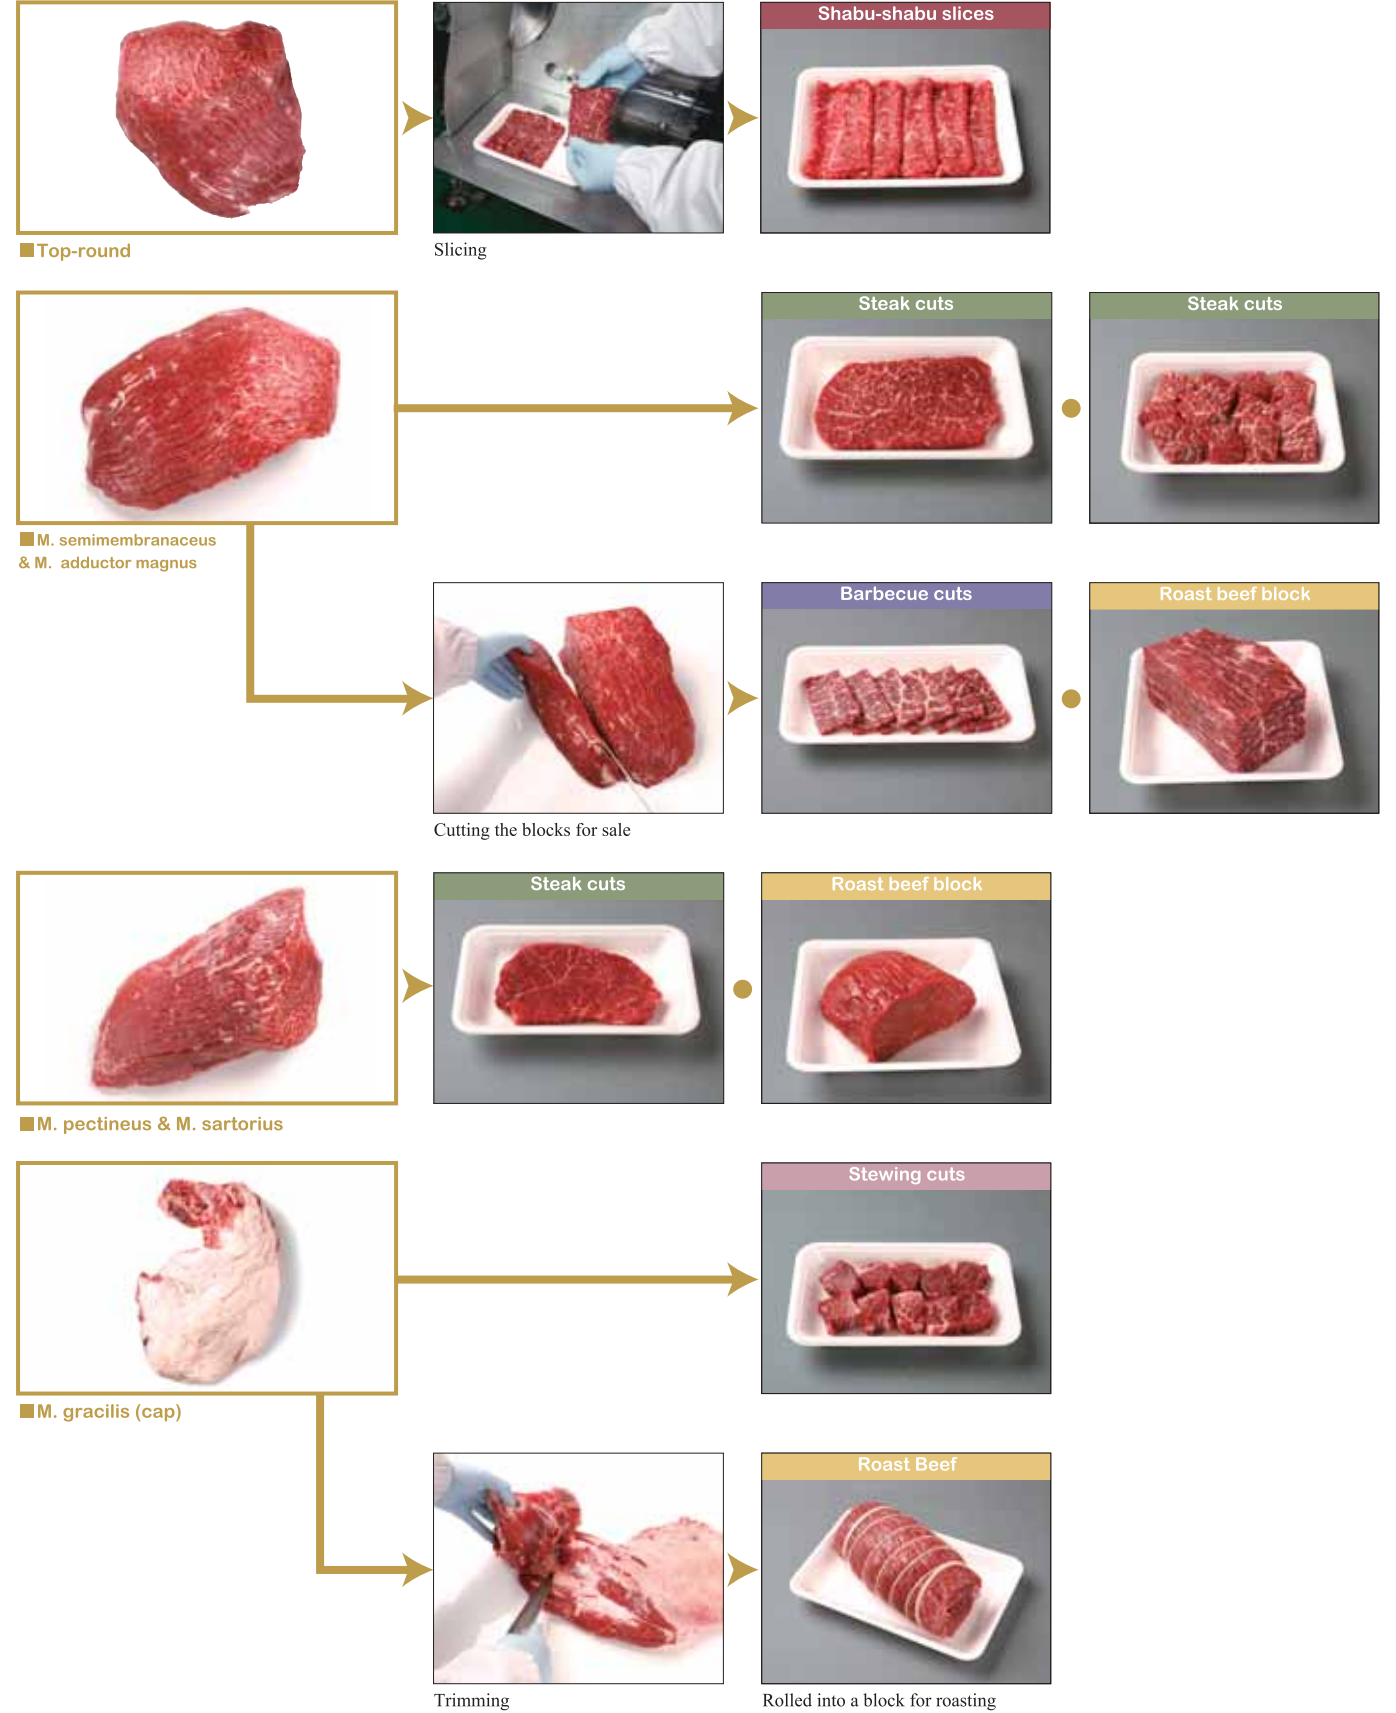 Shabu-shabu slices
Top-round
Slicing
Steak cuts
Steak cuts
M. semimembranaceus
& M. adductor magnus
Barbecue cuts
Roast beef block
Cutting the blocks for sale
Steak cuts
Roast beef block
M. pectineus & M. sartorius
Stewing cuts
M. gracilis (cap)
Roast Beef
Trimming
Rolled into a block for roasting